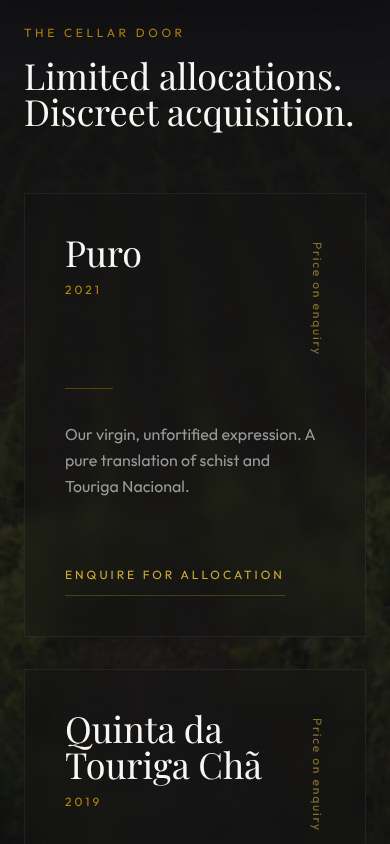 THE CELLAR DOOR
Limited allocations.
Discreet acquisition.
Puro
2021
Price on enquiry
Our virgin, unfortified expression. A
pure translation of schist and
Touriga Nacional.
ENQUIRE FOR ALLOCATION
Quinta da
Touriga Chã
2019
Price on enquiry